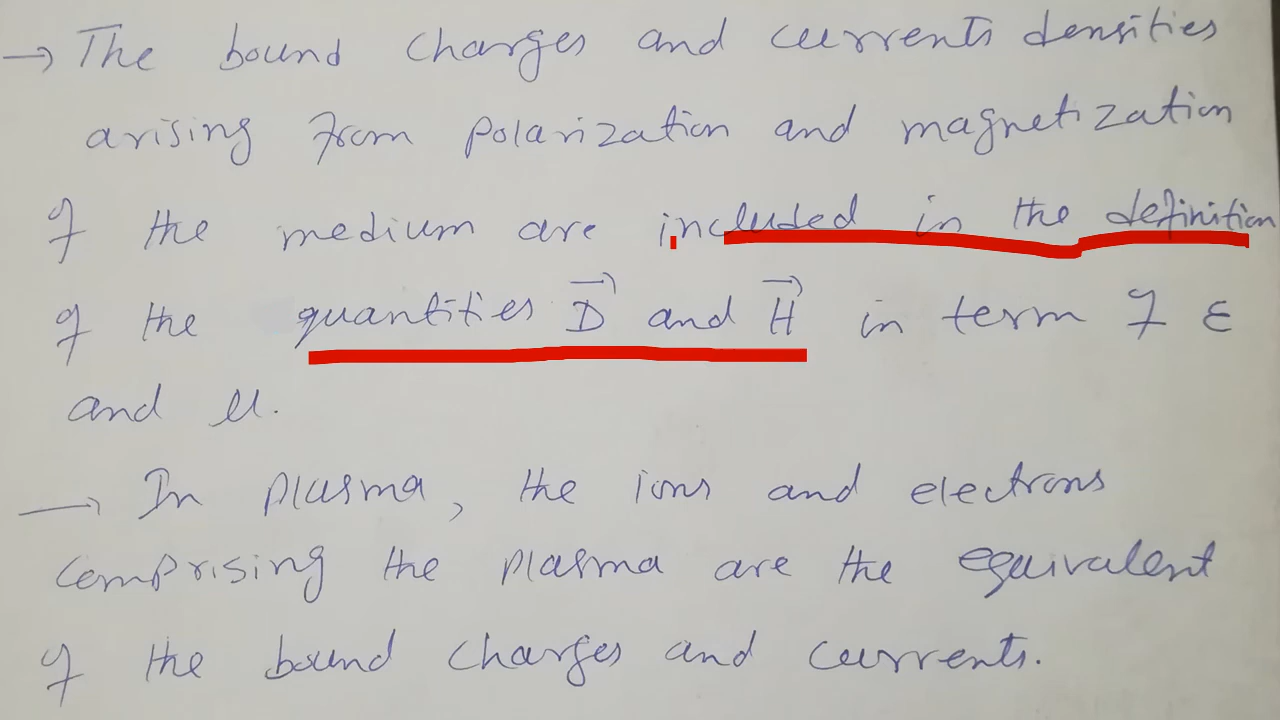 → The bound charges and currents densities
arising from polarization and magnetization
of the medium are included in the definition
of the quantities D⃗ and H⃗ in term of ε
and μ.
→ In plasma, the ions and electrons
comprising the plasma are the equivalent
of the bound charges and currents.